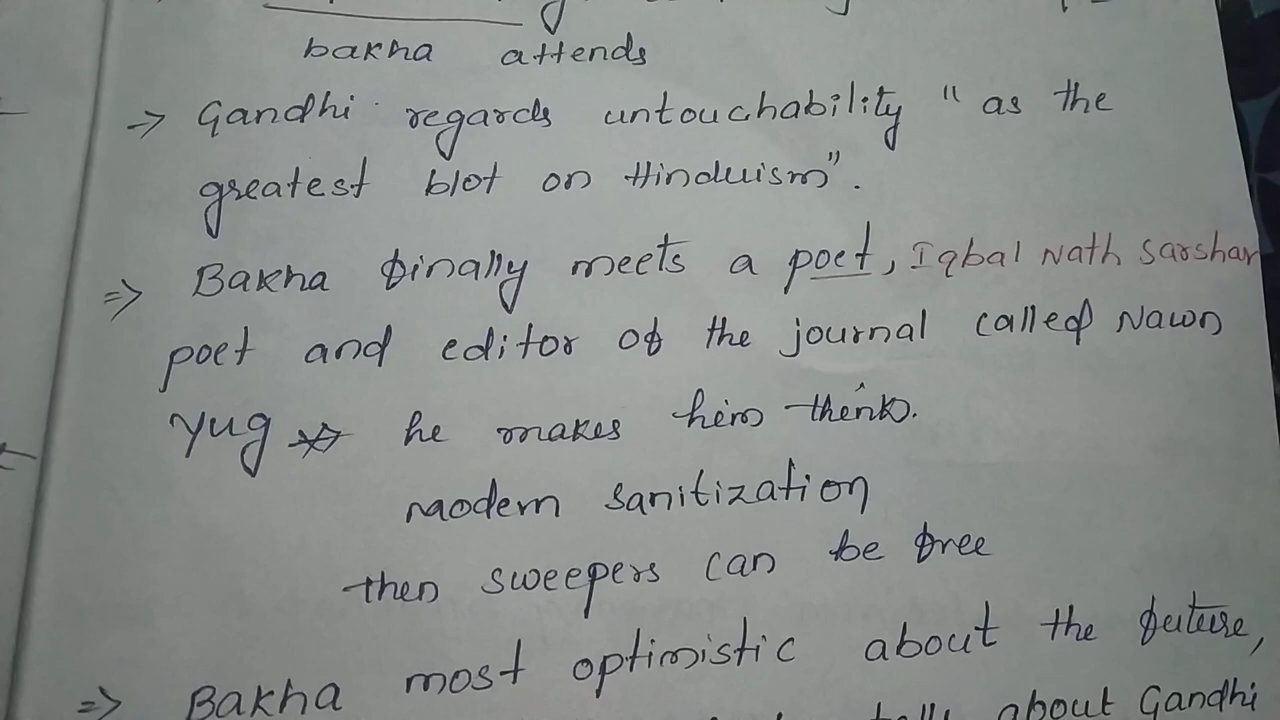 bakha attends
→ Gandhi regards untouchability " as the
greatest blot on Hinduism".
⇒ Bakha finally meets a poet, Iqbal Nath Sarshar
poet and editor of the journal called Nawn
Yug he makes him think.
Modern sanitization
then sweepers can be free
⇒ Bakha most optimistic about the future,
about Gandhi